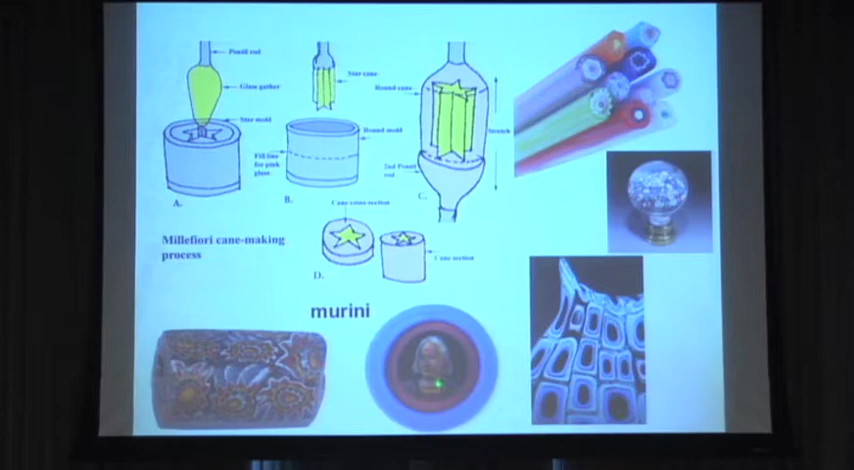 Pontil rod
Glass gather
Star mold
A.
Star cane
Round mold
Fill line
for pink
glass
B.
Round cane
Stretch
2nd Pontil
rod
C.
Cane cross section
Cane section
D.
Millefiori cane-making
process
murini